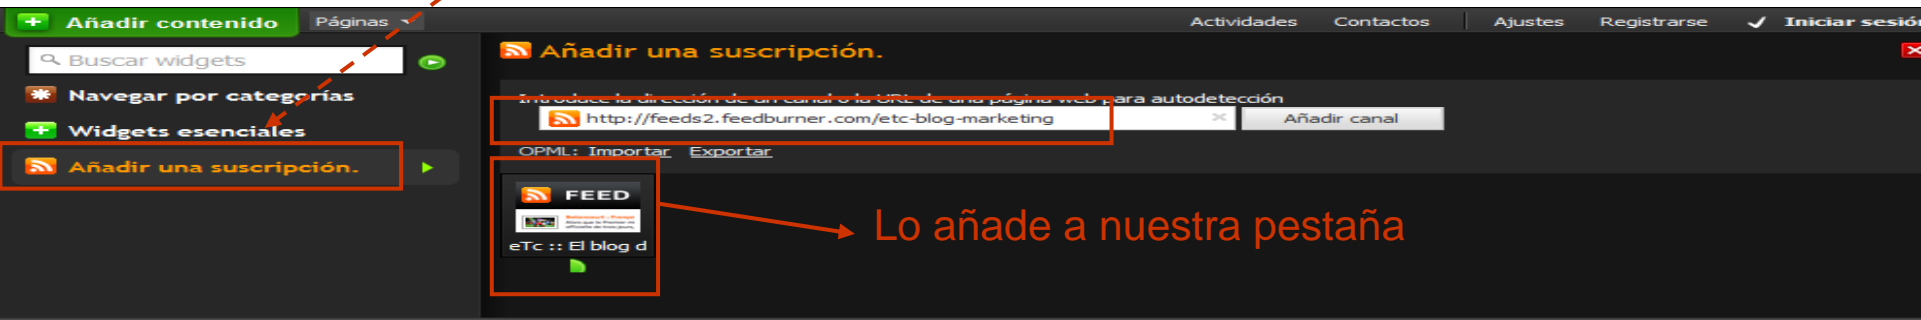 Añadir contenido Páginas Actividades Contactos Ajustes Registrarse Iniciar sesión
Buscar widgets
Navegar por categorías
Widgets esenciales
Añadir una suscripción.
Añadir una suscripción.
Introduce la dirección de un canal o la URL de una página web para autodetección
http://feeds2.feedburner.com/etc-blog-marketing Añadir canal
OPML: Importar Exportar
FEED
eTc :: El blog d
Lo añade a nuestra pestaña